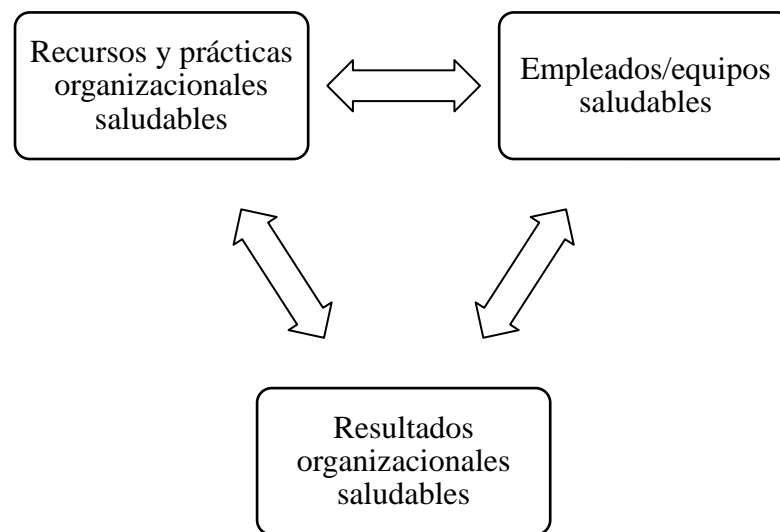 Recursos y prácticas
organizacionales
saludables
Empleados/equipos
saludables
Resultados
organizacionales
saludables